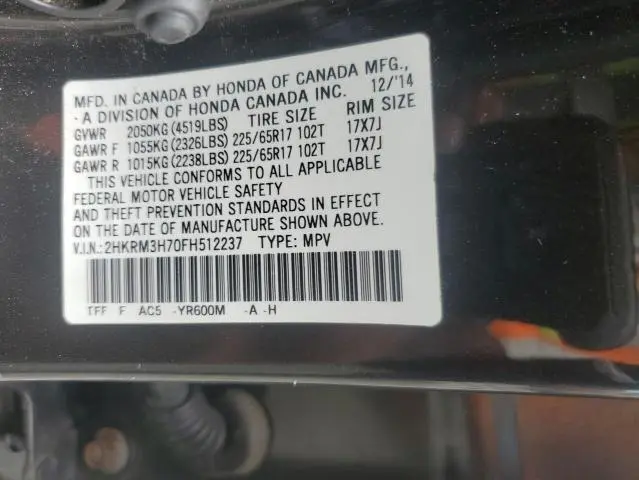 MFD. IN CANADA BY HONDA OF CANADA MFG.,
-A DIVISION OF HONDA CANADA INC. 12/'14
GVWR 2050KG(4519LBS) TIRE SIZE RIM SIZE
GAWR F 1055KG(2326LBS) 225/65R17 102T 17X7J
GAWR R 1015KG(2238LBS) 225/65R17 102T 17X7J
THIS VEHICLE CONFORMS TO ALL APPLICABLE
FEDERAL MOTOR VEHICLE SAFETY
AND THEFT PREVENTION STANDARDS IN EFFECT
ON THE DATE OF MANUFACTURE SHOWN ABOVE.
V.I.N.:2HKRM3H70FH512237 TYPE: MPV
TFF F AC5 -YR600M -A -H